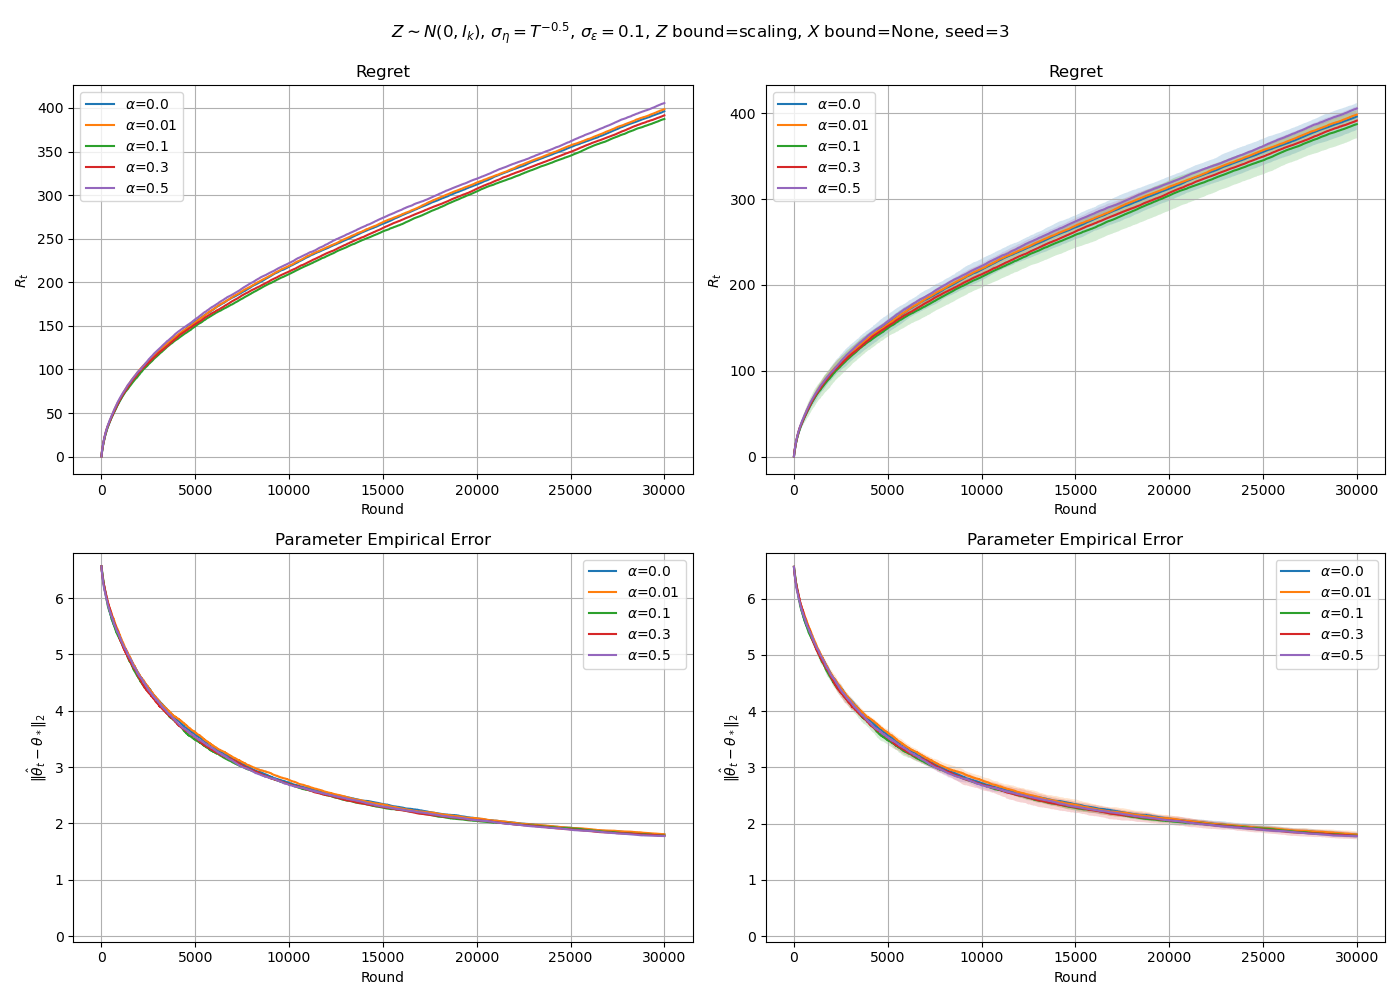 Z ~ N(0, I_k), σ_η = T^{-0.5}, σ_ε = 0.1, Z bound=scaling, X bound=None, seed=3
Regret
400
350
300
250
200
150
100
50
0
R_t
α=0.0
α=0.01
α=0.1
α=0.3
α=0.5
0 5000 10000 15000 20000 25000 30000
Round
Regret
400
300
200
100
0
R_t
α=0.0
α=0.01
α=0.1
α=0.3
α=0.5
0 5000 10000 15000 20000 25000 30000
Round
Parameter Empirical Error
6
5
4
3
2
1
0
‖θ̂_t − θ_*‖_2
α=0.0
α=0.01
α=0.1
α=0.3
α=0.5
0 5000 10000 15000 20000 25000 30000
Round
Parameter Empirical Error
6
5
4
3
2
1
0
‖θ̂_t − θ_*‖_2
α=0.0
α=0.01
α=0.1
α=0.3
α=0.5
0 5000 10000 15000 20000 25000 30000
Round